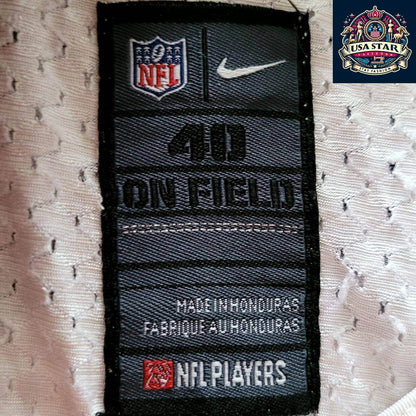 USA STAR
NFL
40
ON FIELD
MADE IN HONDURAS
FABRIQUE AU HONDURAS
NFL PLAYERS